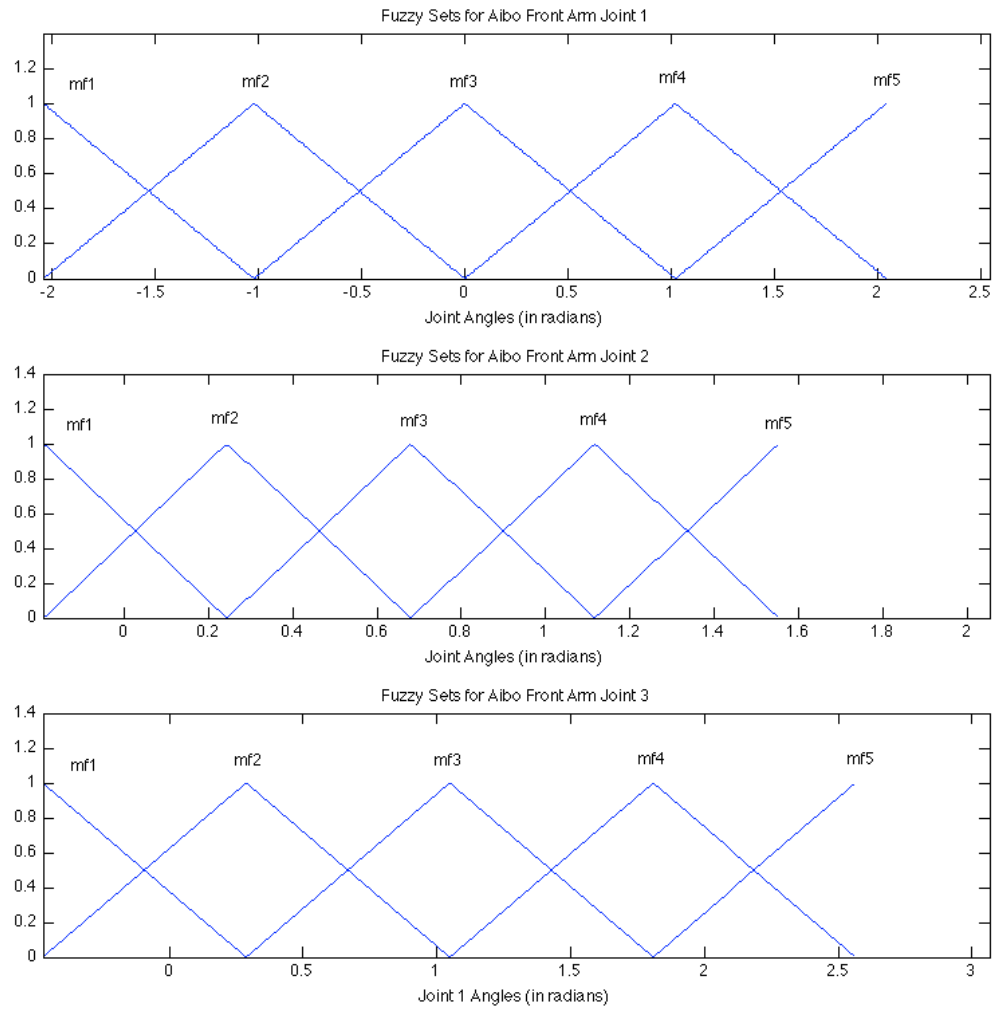 Fuzzy Sets for Aibo Front Arm Joint 1
1.2
mf1 mf2 mf3 mf4 mf5
1
0.8
0.6
0.4
0.2
0
-2 -1.5 -1 -0.5 0 0.5 1 1.5 2 2.5
Joint Angles (in radians)
Fuzzy Sets for Aibo Front Arm Joint 2
1.4
1.2
mf1 mf2 mf3 mf4 mf5
1
0.8
0.6
0.4
0.2
0
0 0.2 0.4 0.6 0.8 1 1.2 1.4 1.6 1.8 2
Joint Angles (in radians)
Fuzzy Sets for Aibo Front Arm Joint 3
1.4
1.2
mf1 mf2 mf3 mf4 mf5
1
0.8
0.6
0.4
0.2
0
0 0.5 1 1.5 2 2.5 3
Joint 1 Angles (in radians)